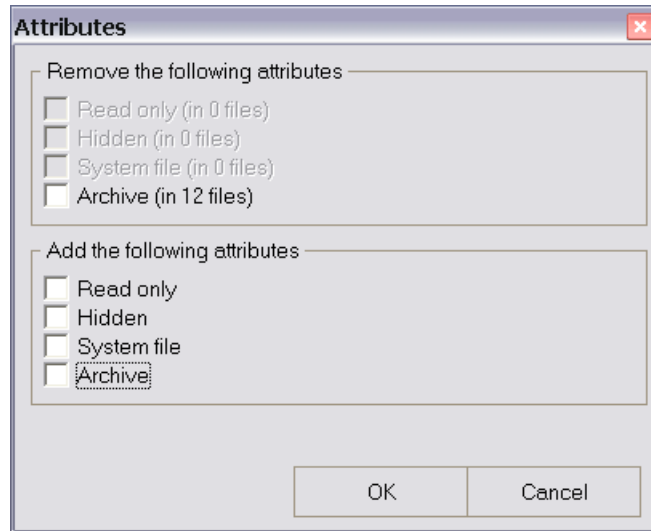 Attributes
Remove the following attributes
Read only (in 0 files)
Hidden (in 0 files)
System file (in 0 files)
Archive (in 12 files)
Add the following attributes
Read only
Hidden
System file
Archive
OK Cancel